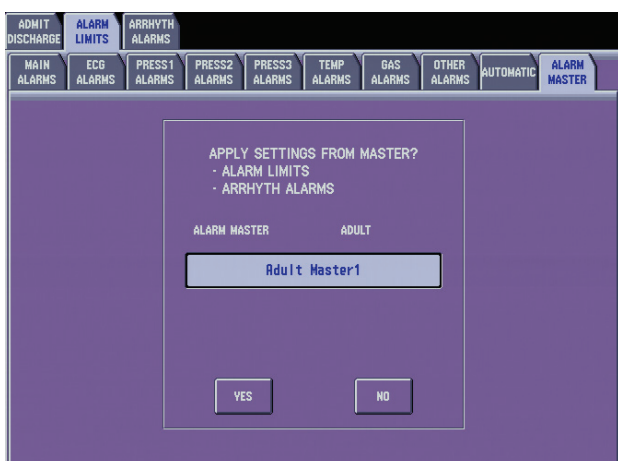 ADMIT DISCHARGE
ALARM LIMITS
ARRHYTH ALARMS
MAIN ALARMS
ECG ALARMS
PRESS1 ALARMS
PRESS2 ALARMS
PRESS3 ALARMS
TEMP ALARMS
GAS ALARMS
OTHER ALARMS
AUTOMATIC
ALARM MASTER
APPLY SETTINGS FROM MASTER?
- ALARM LIMITS
- ARRHYTH ALARMS
ALARM MASTER ADULT
Adult Master1
YES NO